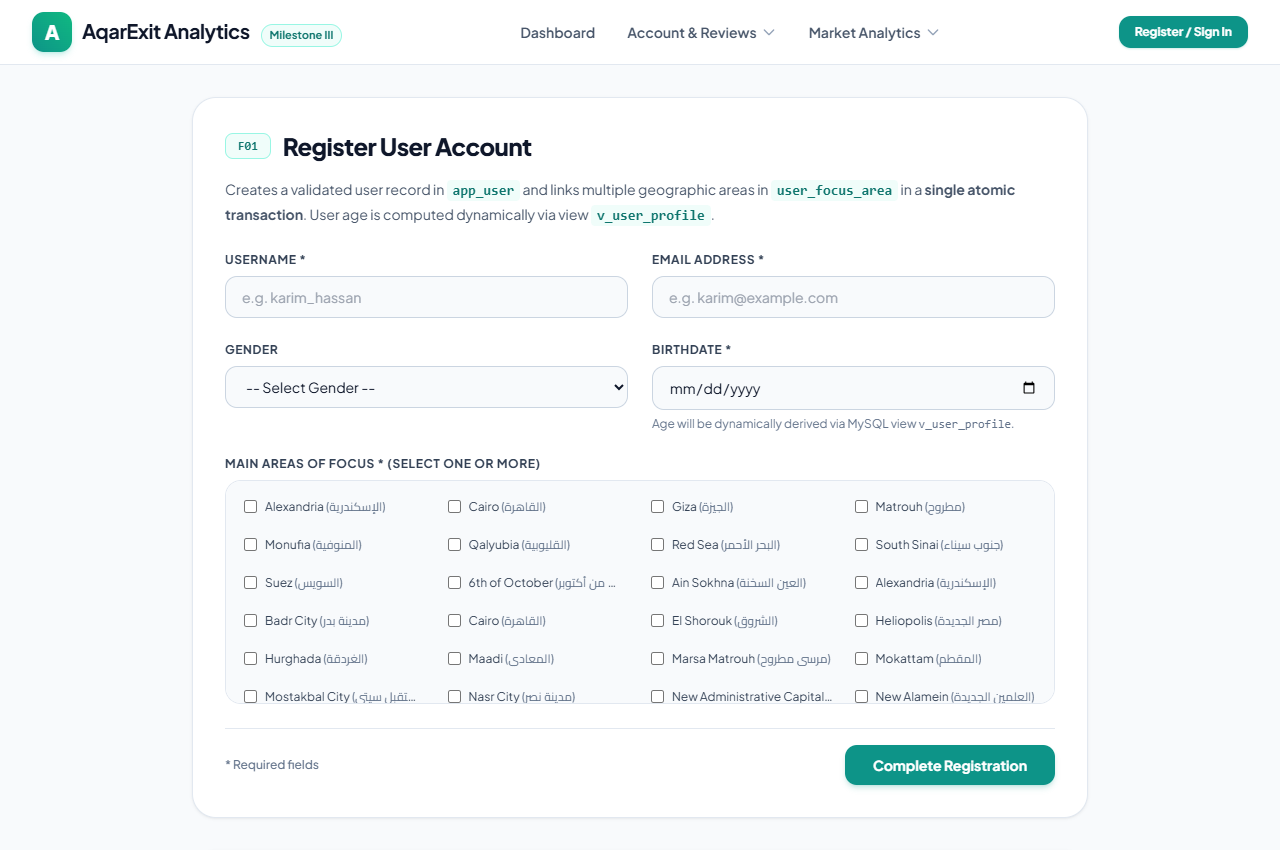 A AqarExit Analytics Milestone III Dashboard Account & Reviews Market Analytics Register / Sign In
F01 Register User Account
Creates a validated user record in app_user and links multiple geographic areas in user_focus_area in a single atomic
transaction. User age is computed dynamically via view v_user_profile .
USERNAME * EMAIL ADDRESS *
e.g. karim_hassan e.g. karim@example.com
GENDER BIRTHDATE *
-- Select Gender -- mm/dd/yyyy
Age will be dynamically derived via MySQL view v_user_profile.
MAIN AREAS OF FOCUS * (SELECT ONE OR MORE)
Alexandria (الإسكندرية) Cairo (القاهرة) Giza (الجيزة) Matrouh (مطروح)
Monufia (المنوفية) Qalyubia (القليوبية) Red Sea (البحر الأحمر) South Sinai (جنوب سيناء)
Suez (السويس) 6th of October (من أكتوبر ... Ain Sokhna (العين السخنة) Alexandria (الإسكندرية)
Badr City (مدينة بدر) Cairo (القاهرة) El Shorouk (الشروق) Heliopolis (مصر الجديدة)
Hurghada (الغردقة) Maadi (المعادي) Marsa Matrouh (مرسى مطروح) Mokattam (المقطم)
Mostakbal City (تقبل سيتي... Nasr City (مدينة نصر) New Administrative Capital... New Alamein (العلمين الجديدة)
* Required fields Complete Registration